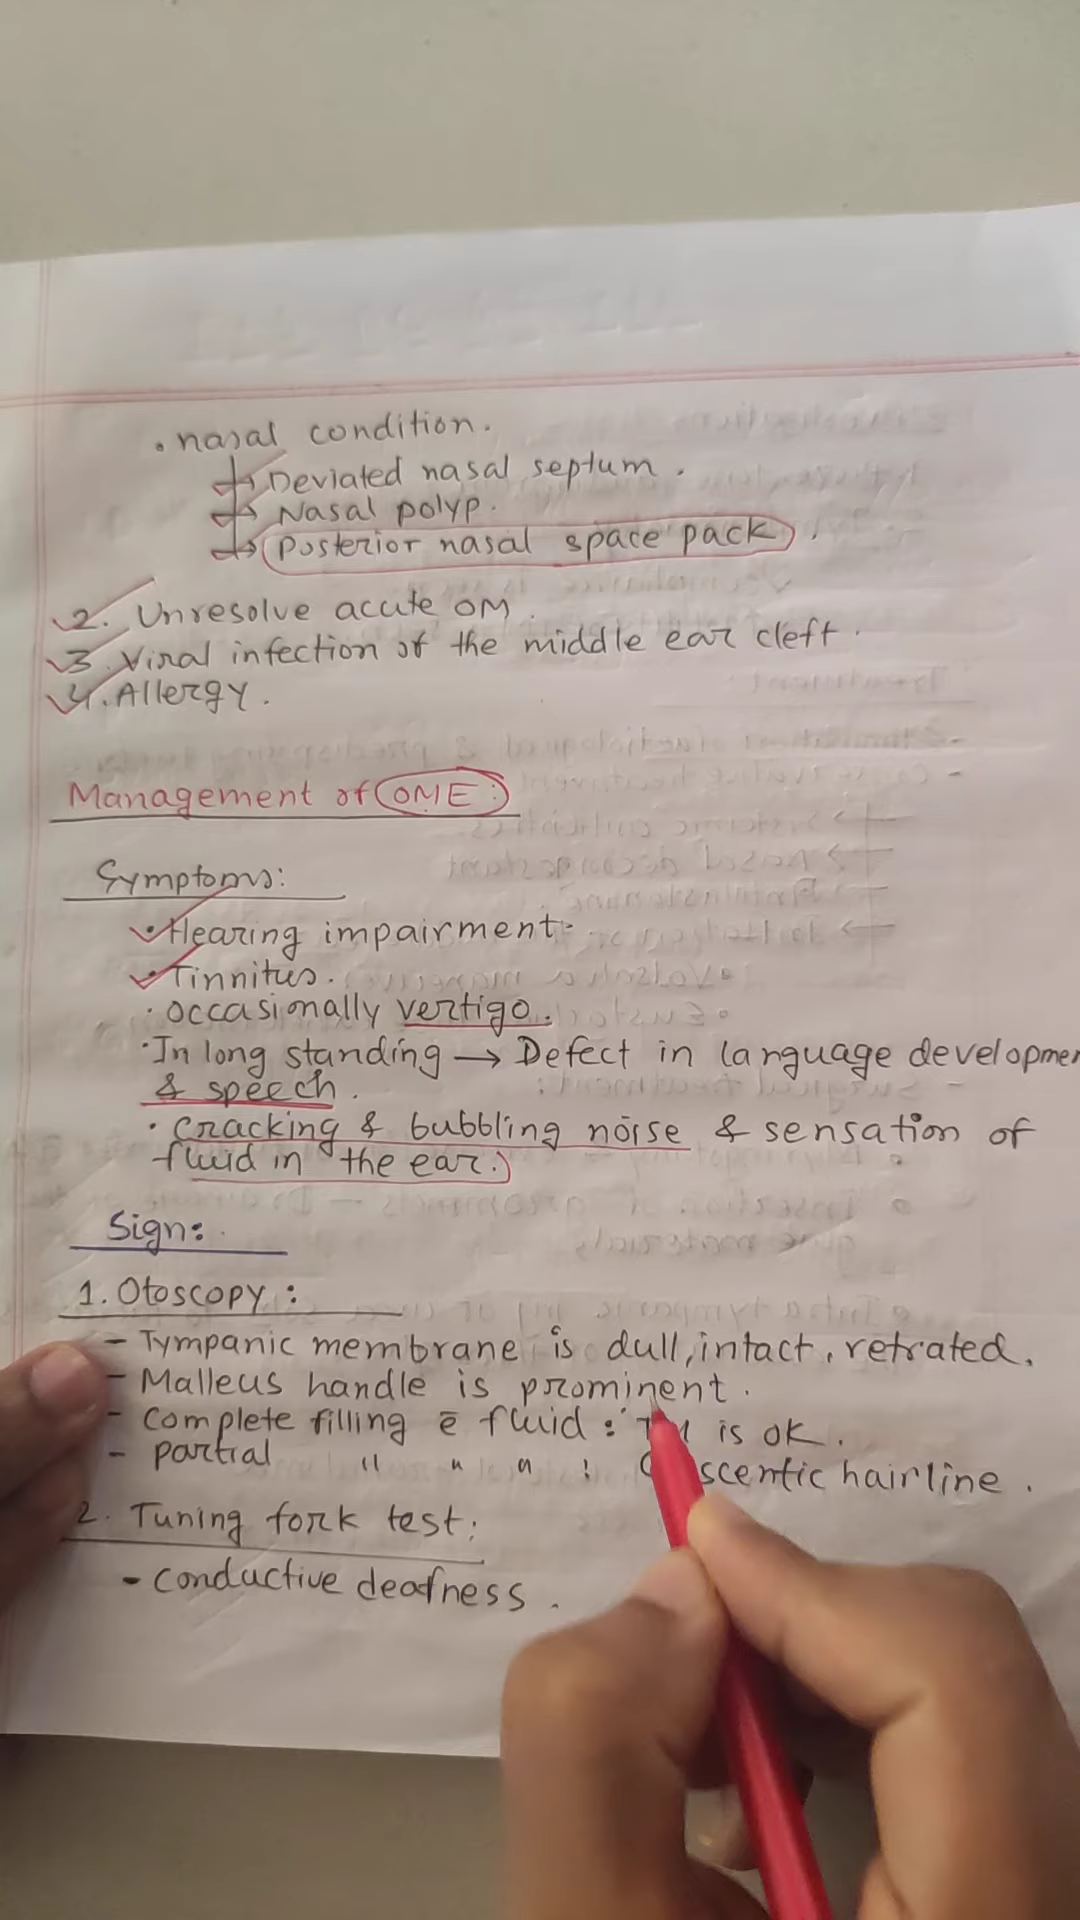 . nasal condition.
→ Deviated nasal septum.
→ Nasal polyp.
→ Posterior nasal space pack.
2. Unresolve acute OM.
3. Viral infection of the middle ear cleft.
4. Allergy.
Management of OME:
Symptoms:
· Hearing impairment.
· Tinnitus.
· occasionally vertigo.
· In long standing → Defect in language developmen
& speech.
· cracking & bubbling noise & sensation of
fluid in the ear.
Sign:
1. Otoscopy:
- Tympanic membrane is dull, intact, retrated.
- Malleus handle is prominent.
- complete filling c̄ fluid: is ok.
- partial " " " : hairline.
2. Tuning fork test:
- conductive deafness.